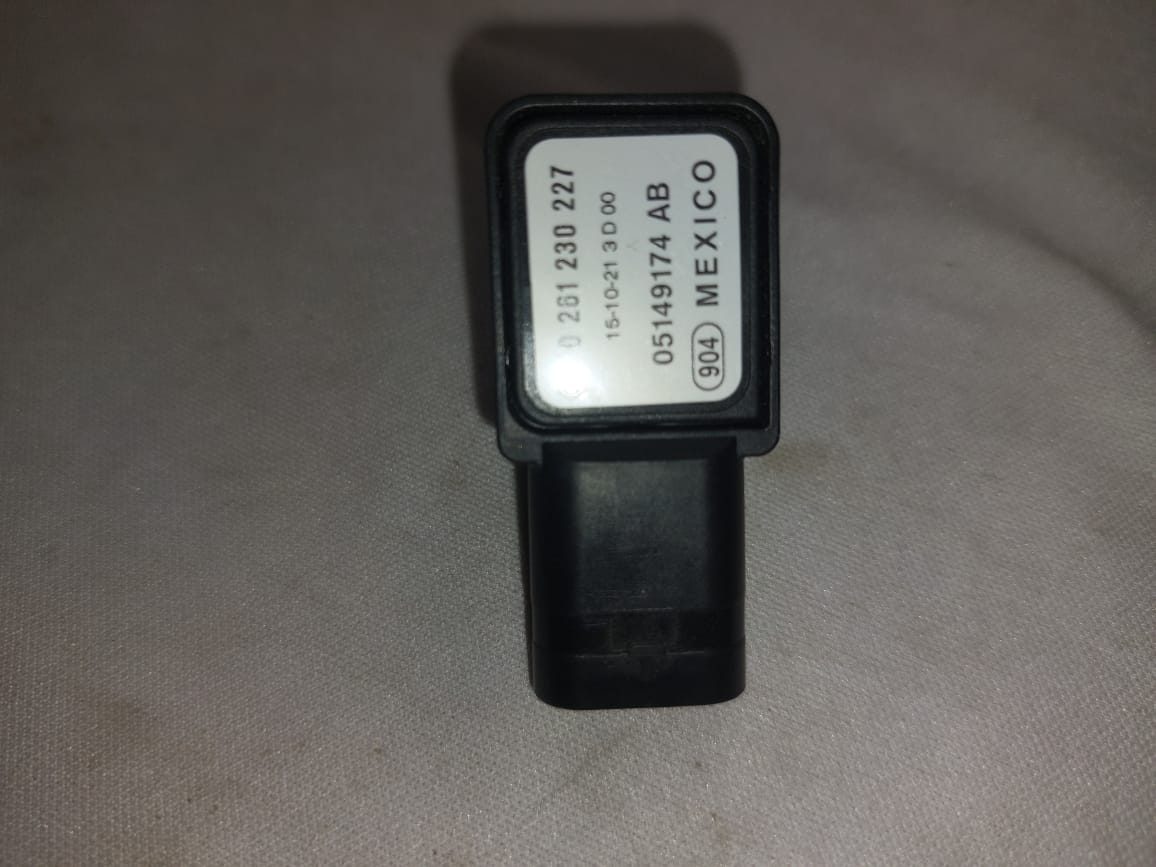 0 261 230 227
15-10-21 3 D 00
05149174 AB
904 MEXICO